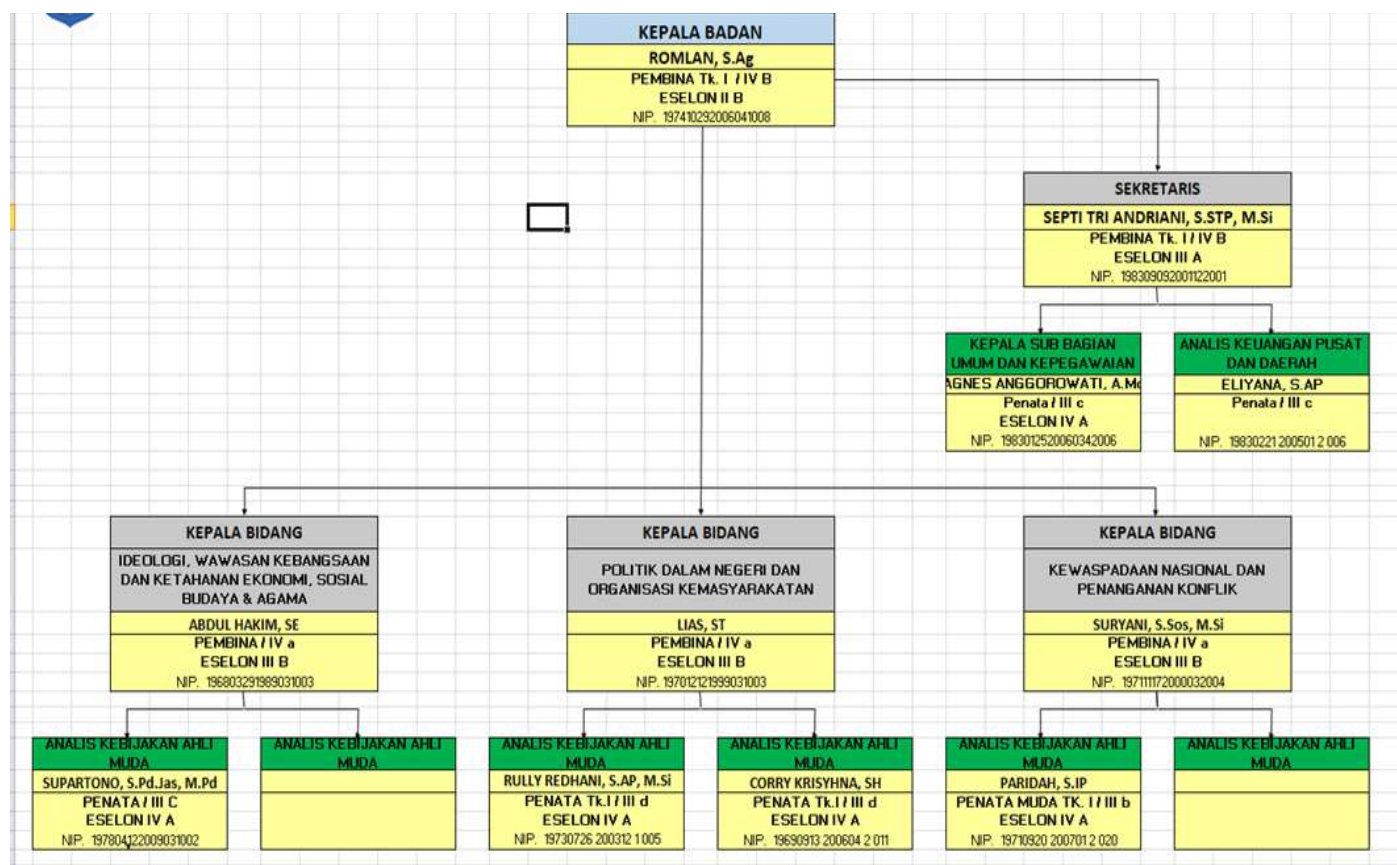 KEPALA BADAN
ROMLAN, S.Ag
PEMBINA Tk. I / IV B
ESELON II B
NIP. 197410292006041008
SEKRETARIS
SEPTI TRI ANDRIANI, S.STP, M.Si
PEMBINA Tk. I / IV B
ESELON III A
NIP. 198309092001122001
KEPALA SUB BAGIAN
UMUM DAN KEPEGAWAIAN
AGNES ANGGOROWATI, A.Md
Penata / III c
ESELON IV A
NIP. 1983012520060342006
ANALIS KEUANGAN PUSAT
DAN DAERAH
ELIYANA, S.AP
Penata / III c
NIP. 19830221 200501 2 006
KEPALA BIDANG
IDEOLOGI, WAWASAN KEBANGSAAN
DAN KETAHANAN EKONOMI, SOSIAL
BUDAYA & AGAMA
ABDUL HAKIM, SE
PEMBINA / IV a
ESELON III B
NIP. 196803291989031003
KEPALA BIDANG
POLITIK DALAM NEGERI DAN
ORGANISASI KEMASYARAKATAN
LIAS, ST
PEMBINA / IV a
ESELON III B
NIP. 197012121999031003
KEPALA BIDANG
KEWASPADAAN NASIONAL DAN
PENANGANAN KONFLIK
SURYANI, S.Sos, M.Si
PEMBINA / IV a
ESELON III B
NIP. 197111172000032004
ANALIS KEBIJAKAN AHLI
MUDA
SUPARTONO, S.Pd.Jas, M.Pd
PENATA / III C
ESELON IV A
NIP. 197804122009031002
ANALIS KEBIJAKAN AHLI
MUDA
ANALIS KEBIJAKAN AHLI
MUDA
RULLY REDHANI, S.AP, M.Si
PENATA Tk.I / III d
ESELON IV A
NIP. 19730726 200312 1 005
ANALIS KEBIJAKAN AHLI
MUDA
CORRY KRISYHNA, SH
PENATA Tk.I / III d
ESELON IV A
NIP. 19690913 200604 2 011
ANALIS KEBIJAKAN AHLI
MUDA
PARIDAH, S.IP
PENATA MUDA TK. I / III b
ESELON IV A
NIP. 19710920 200701 2 020
ANALIS KEBIJAKAN AHLI
MUDA